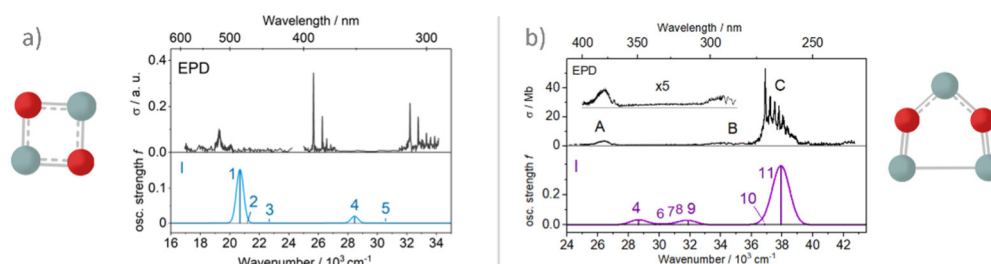 a)
Wavelength / nm
600 500 400 300
EPD
σ / a. u.
0.4
0.2
0.0
I
osc. strength f
0.1
0
1
2
3
4
5
16 18 20 22 24 26 28 30 32 34
Wavenumber / 10³ cm⁻¹
b)
Wavelength / nm
400 350 300 250
EPD
x5
σ / Mb
40
20
0
A
B
C
I
osc. strength f
0.2
0.0
4
6
7
8
9
10
11
24 26 28 30 32 34 36 38 40 42
Wavenumber / 10³ cm⁻¹